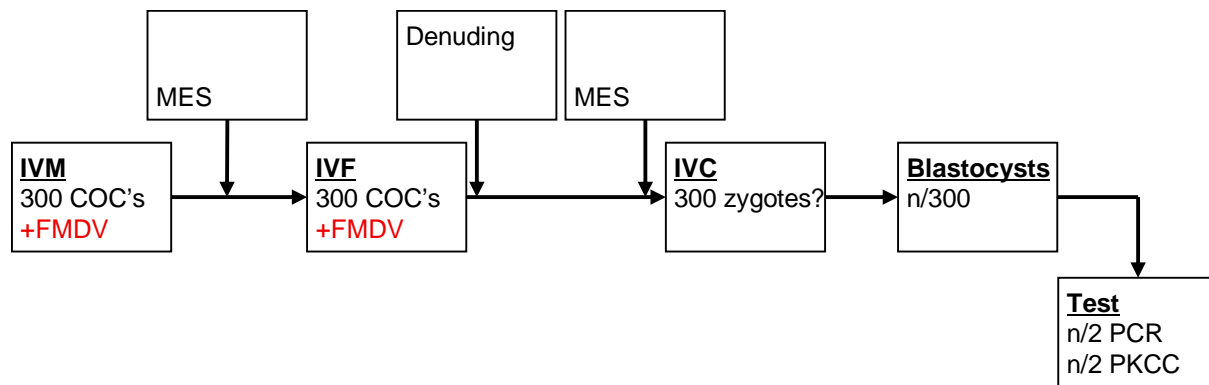 MES
Denuding
MES
IVM
300 COC's
+FMDV
IVF
300 COC's
+FMDV
IVC
300 zygotes?
Blastocysts
n/300
Test
n/2 PCR
n/2 PKCC